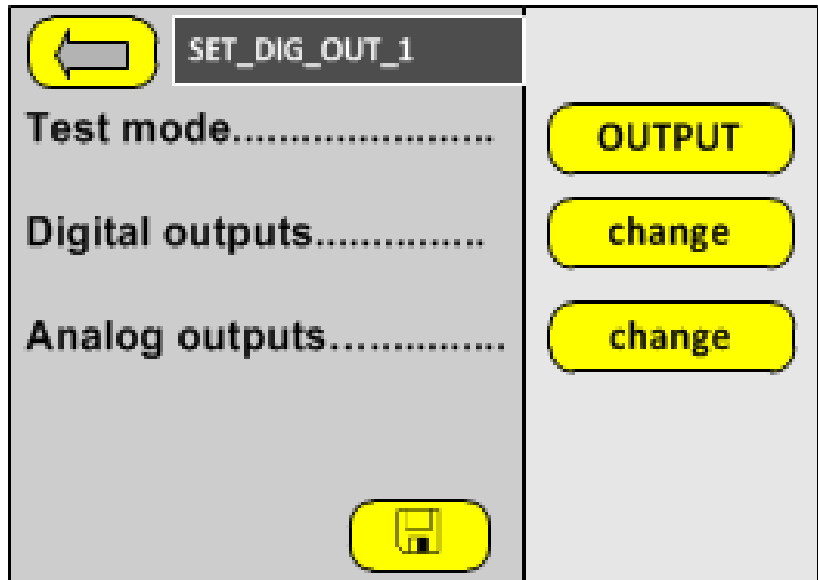 SET_DIG_OUT_1
Test mode....................... OUTPUT
Digital outputs............... change
Analog outputs................ change